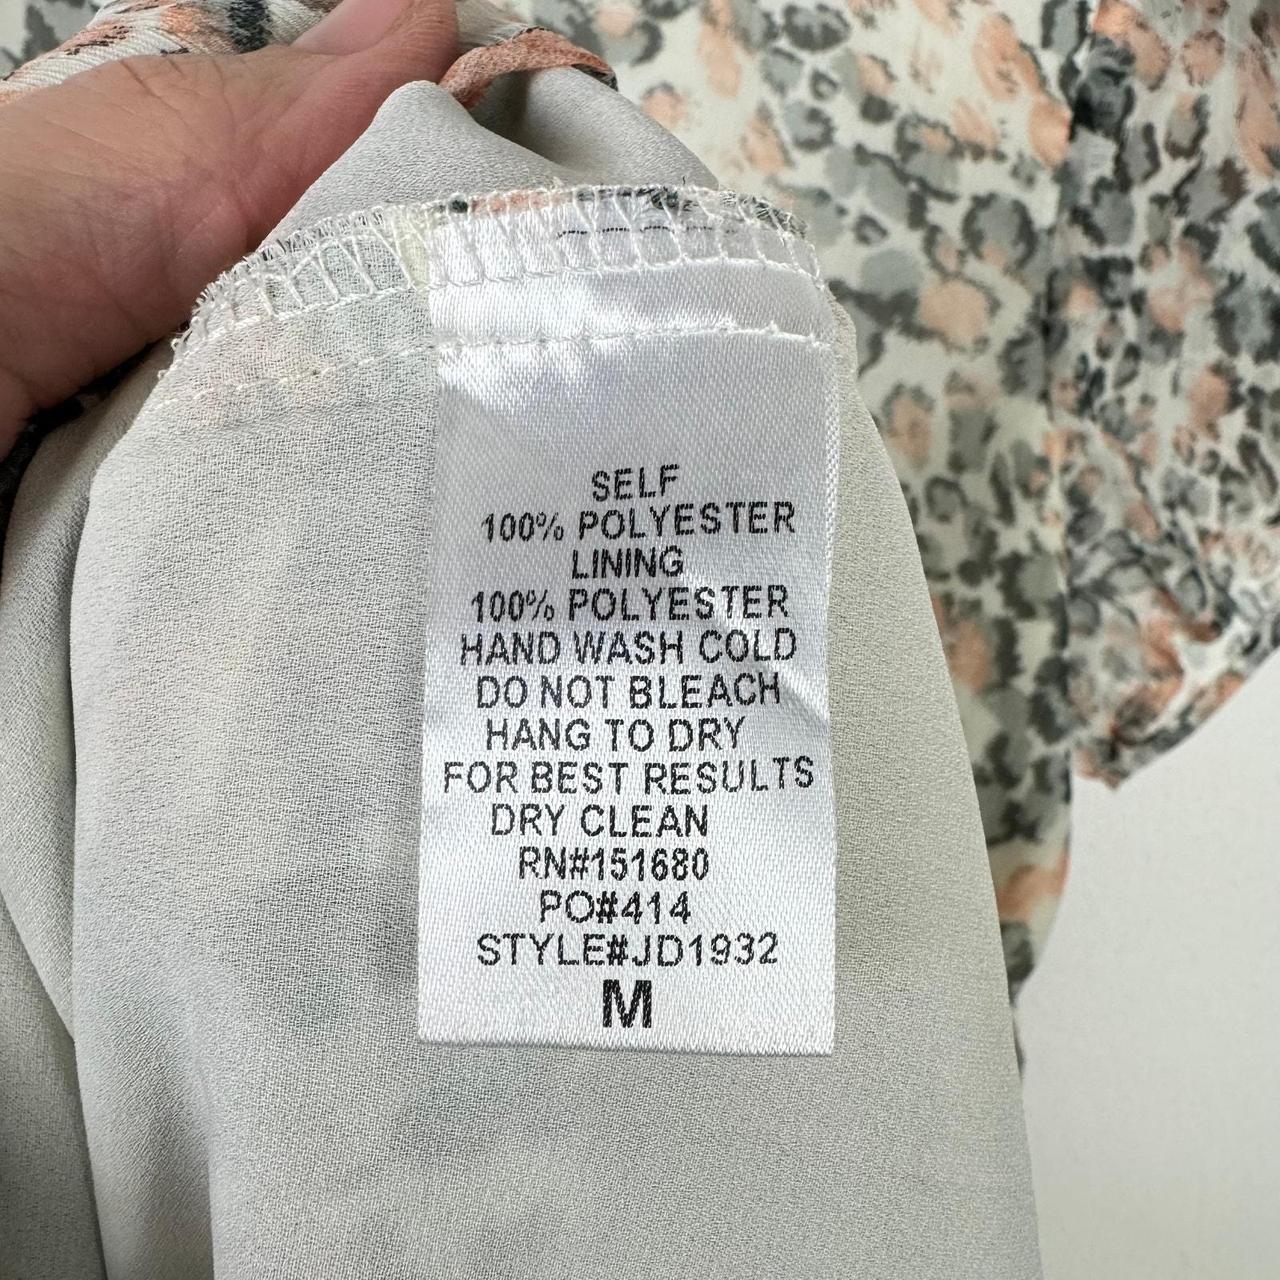 SELF
100% POLYESTER
LINING
100% POLYESTER
HAND WASH COLD
DO NOT BLEACH
HANG TO DRY
FOR BEST RESULTS
DRY CLEAN
RN#151680
PO#414
STYLE#JD1932
M